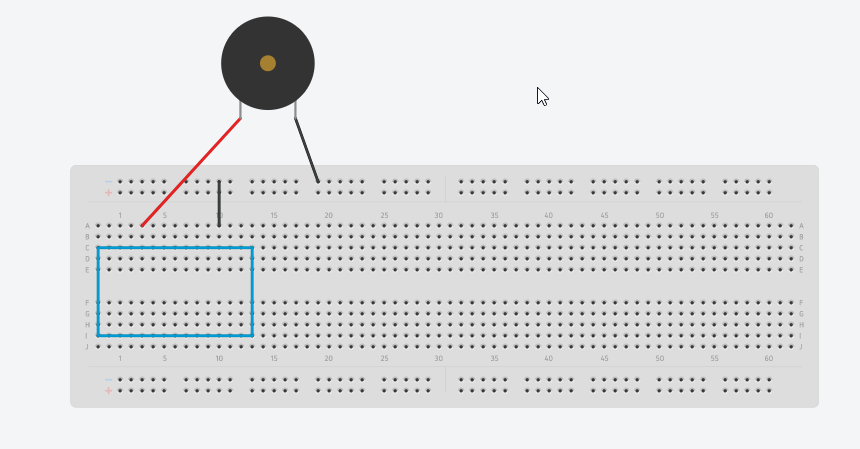 −
+
1 5 10 15 20 25 30 35 40 45 50 55 60
A A
B B
C C
D D
E E
F F
G G
H H
I I
J J
1 5 10 15 20 25 30 35 40 45 50 55 60
−
+